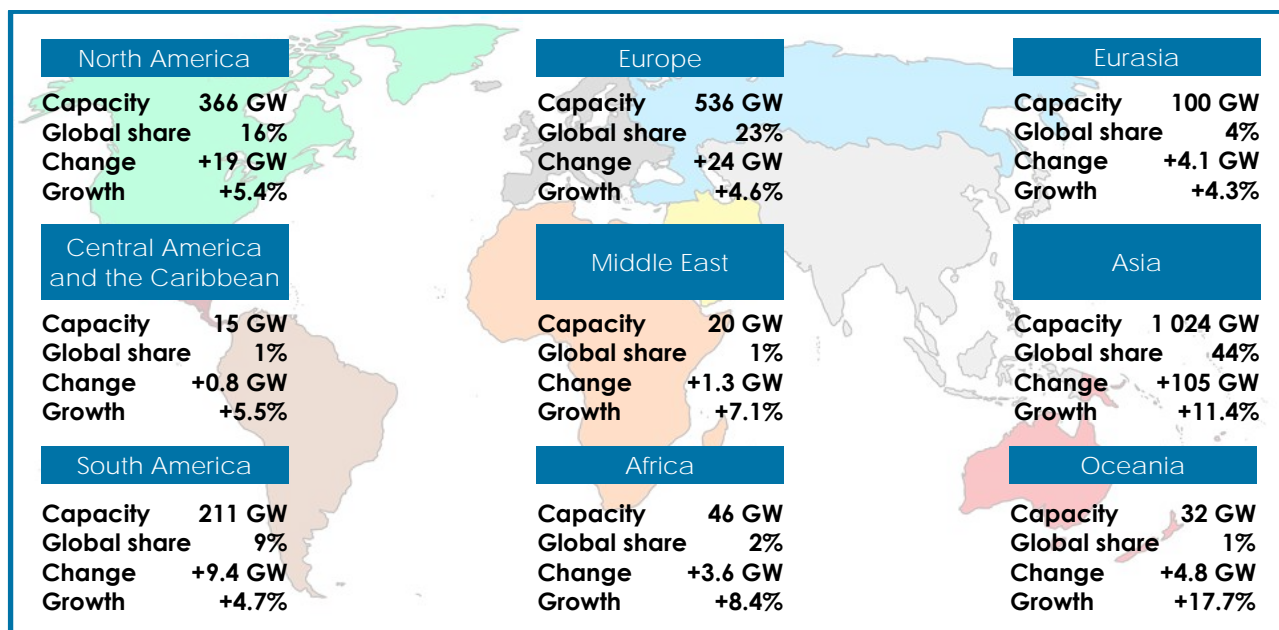 North America
Capacity 366 GW
Global share 16%
Change +19 GW
Growth +5.4%
Europe
Capacity 536 GW
Global share 23%
Change +24 GW
Growth +4.6%
Eurasia
Capacity 100 GW
Global share 4%
Change +4.1 GW
Growth +4.3%
Central America
and the Caribbean
Capacity 15 GW
Global share 1%
Change +0.8 GW
Growth +5.5%
Middle East
Capacity 20 GW
Global share 1%
Change +1.3 GW
Growth +7.1%
Asia
Capacity 1 024 GW
Global share 44%
Change +105 GW
Growth +11.4%
South America
Capacity 211 GW
Global share 9%
Change +9.4 GW
Growth +4.7%
Africa
Capacity 46 GW
Global share 2%
Change +3.6 GW
Growth +8.4%
Oceania
Capacity 32 GW
Global share 1%
Change +4.8 GW
Growth +17.7%